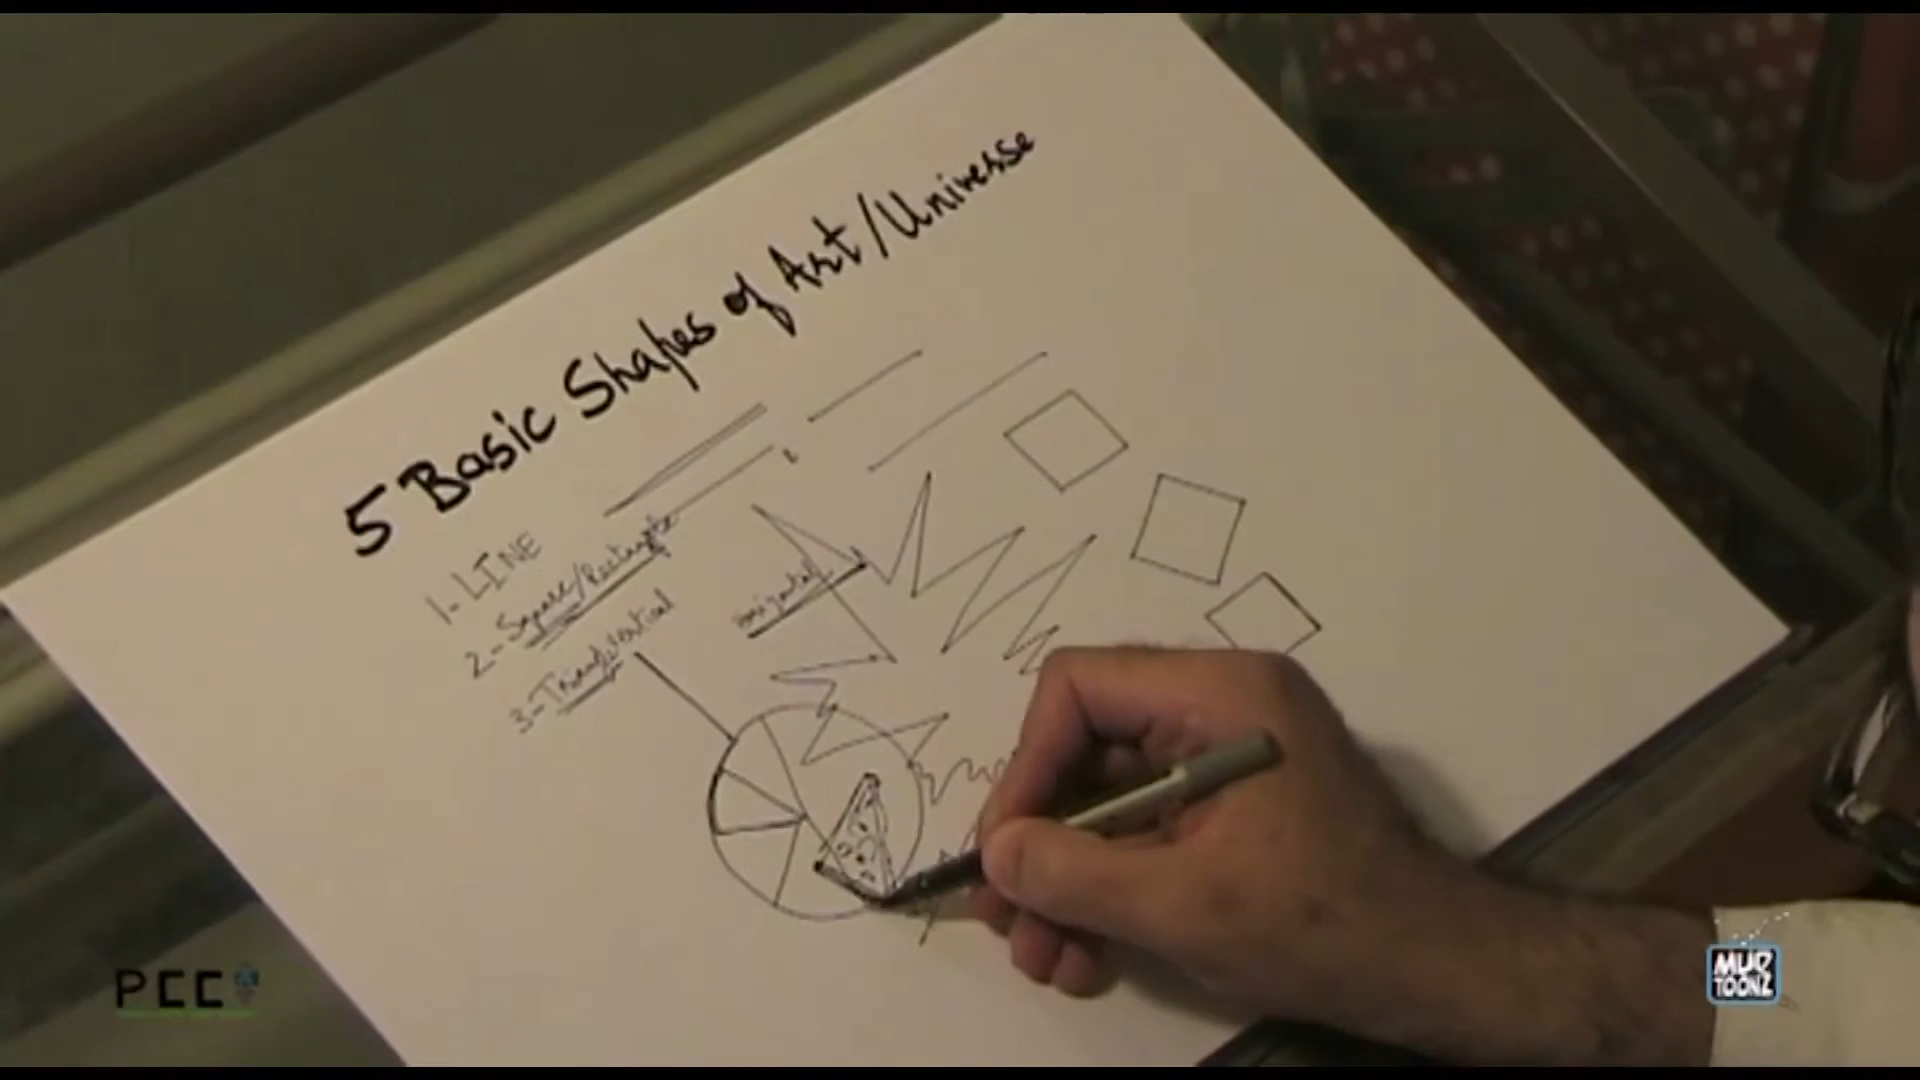 5 Basic Shapes of Art/Universe
1- LINE
2- Square/Rectangle
3- Triangle
vertical
Horizontal
PCC
MUD
TOONZ